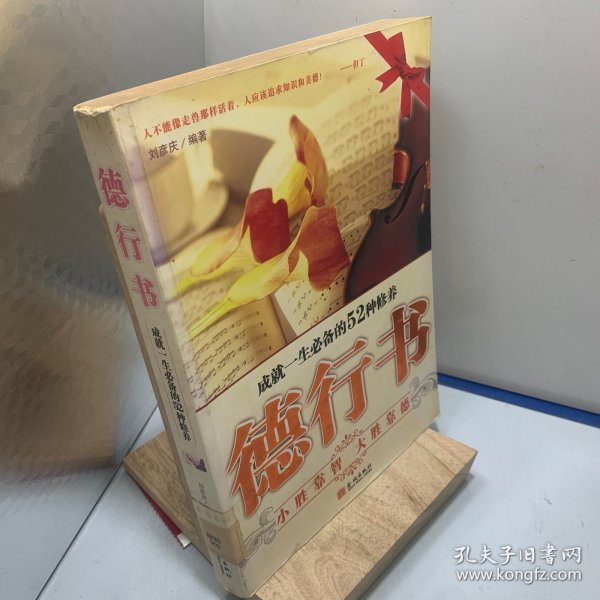 人不能像走兽那样活着，人应该追求知识和美德！
——但丁
刘彦庆／编著
成就一生必备的52种修养
德行书
小胜靠智 大胜靠德
德行书
成就一生必备的52种修养
刘彦庆
孔夫子旧书网
www.kongfz.com